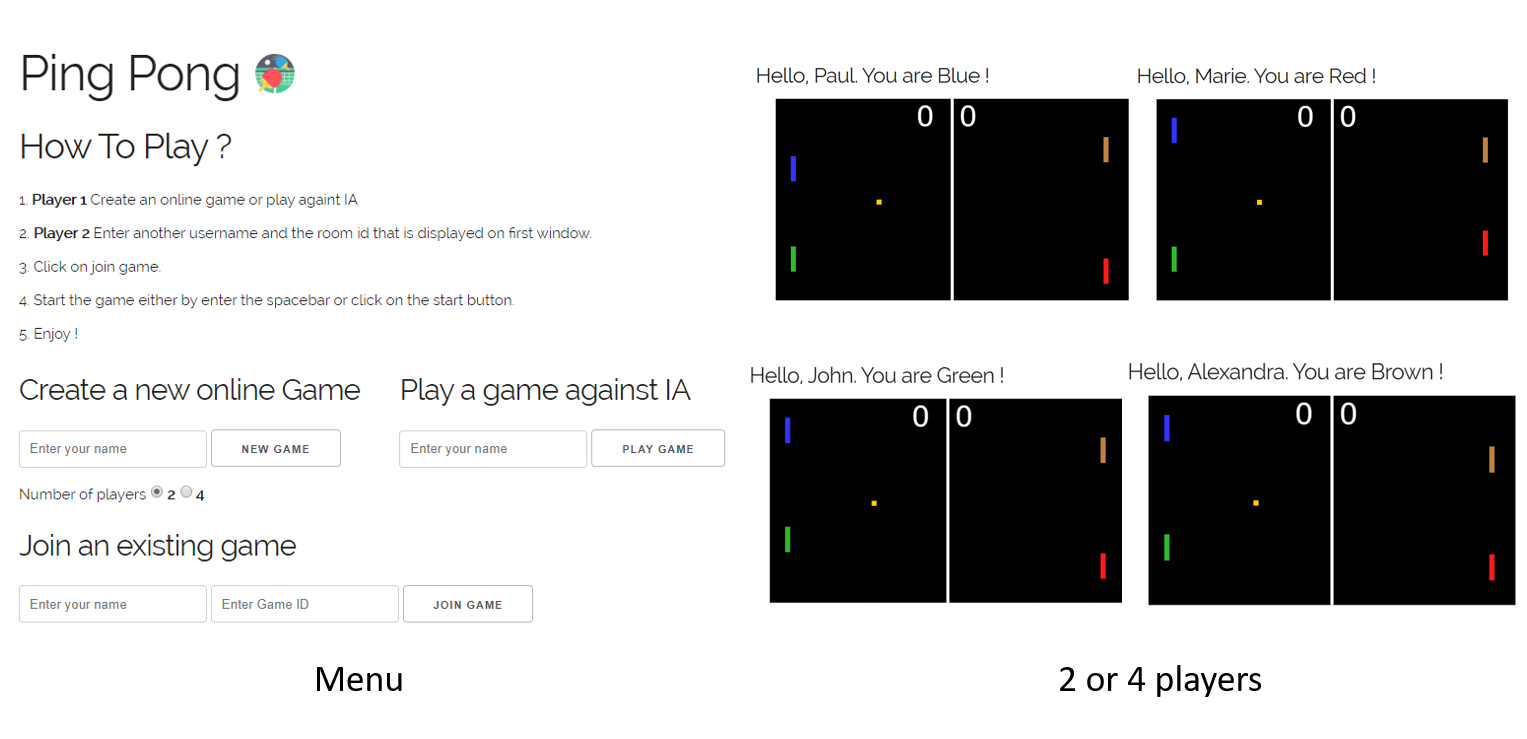 Ping Pong
How To Play ?
1. Player 1 Create an online game or play againt IA
2. Player 2 Enter another username and the room id that is displayed on first window.
3. Click on join game.
4. Start the game either by enter the spacebar or click on the start button.
5. Enjoy !
Create a new online Game
Enter your name
NEW GAME
Number of players 2 4
Play a game against IA
Enter your name
PLAY GAME
Join an existing game
Enter your name
Enter Game ID
JOIN GAME
Menu
Hello, Paul. You are Blue !
0 0
Hello, Marie. You are Red !
0 0
Hello, John. You are Green !
0 0
Hello, Alexandra. You are Brown !
0 0
2 or 4 players